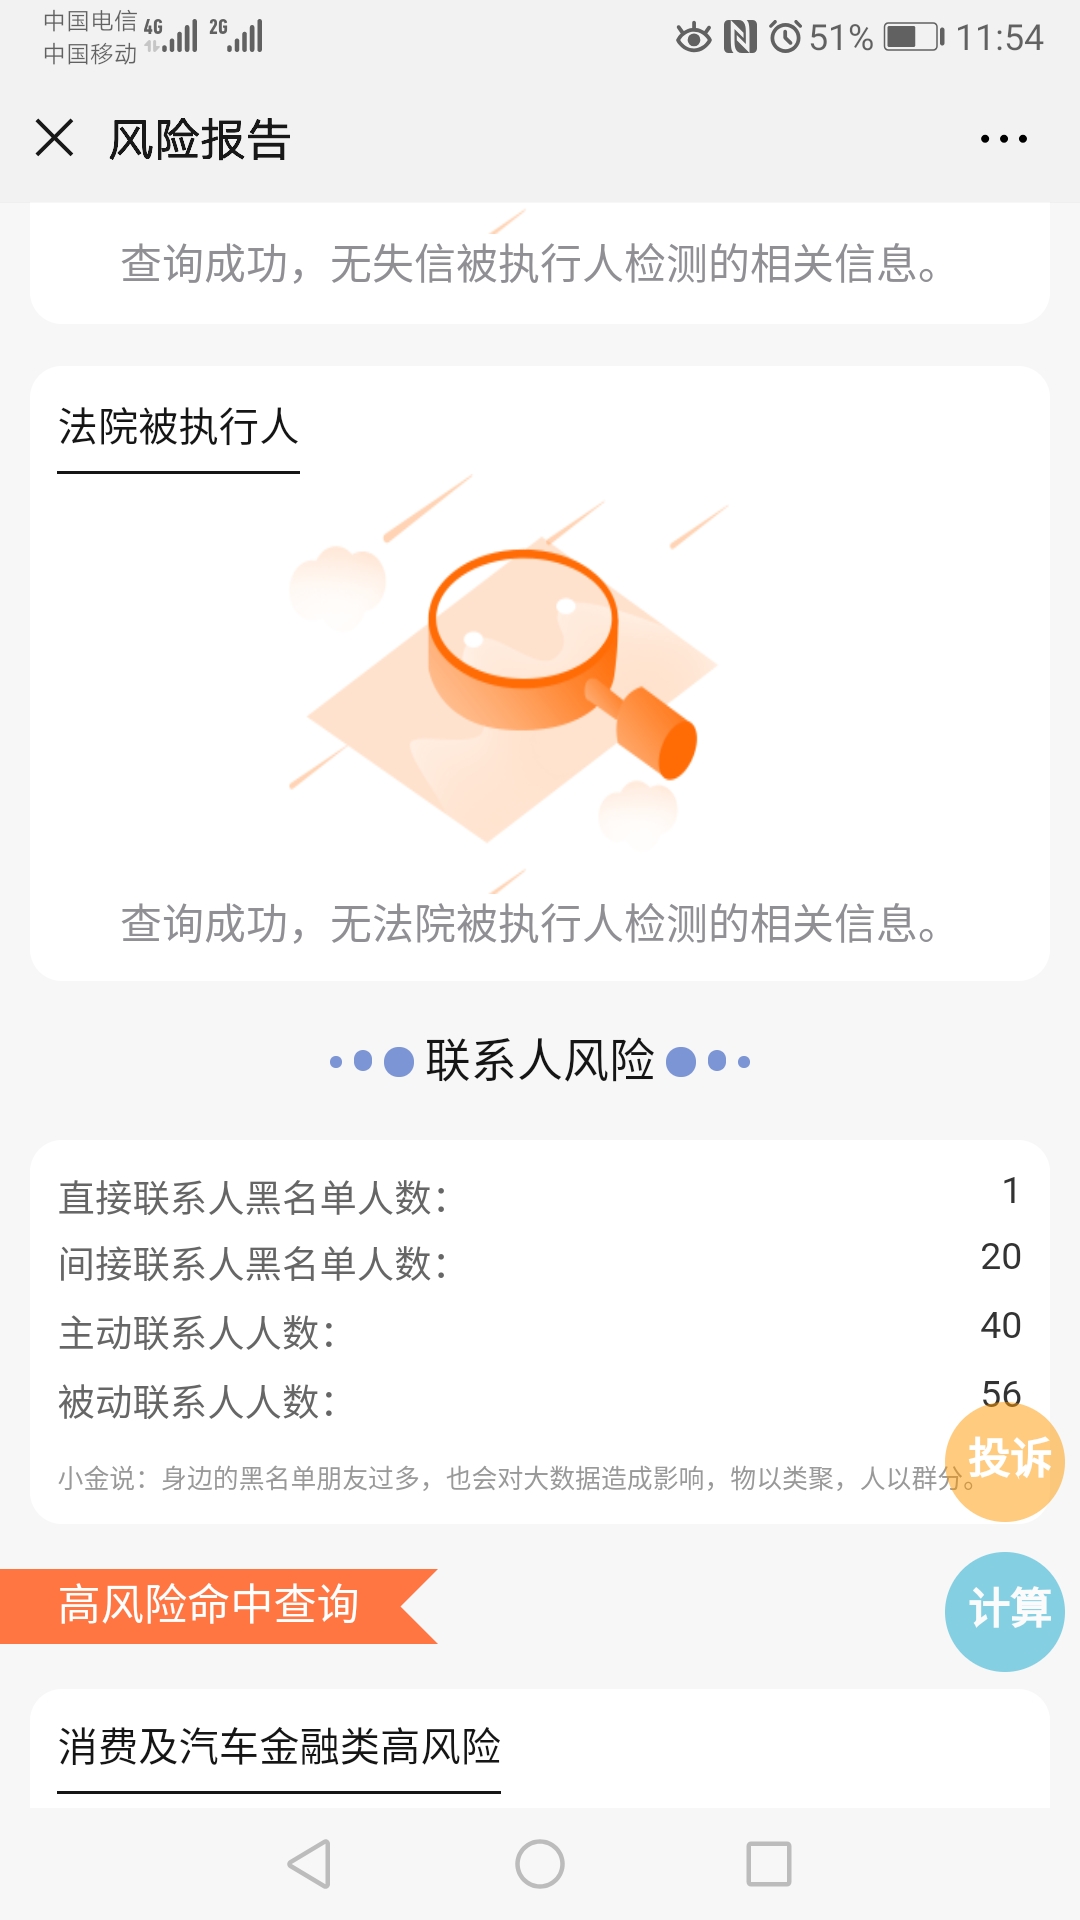 中国电信 4G 2G 51% 11:54
中国移动
风险报告
查询成功，无失信被执行人检测的相关信息。
法院被执行人
查询成功，无法院被执行人检测的相关信息。
联系人风险
直接联系人黑名单人数： 1
间接联系人黑名单人数： 20
主动联系人人数： 40
被动联系人人数： 56
投诉
小金说：身边的黑名单朋友过多，也会对大数据造成影响，物以类聚，人以群分。
高风险命中查询
计算
消费及汽车金融类高风险